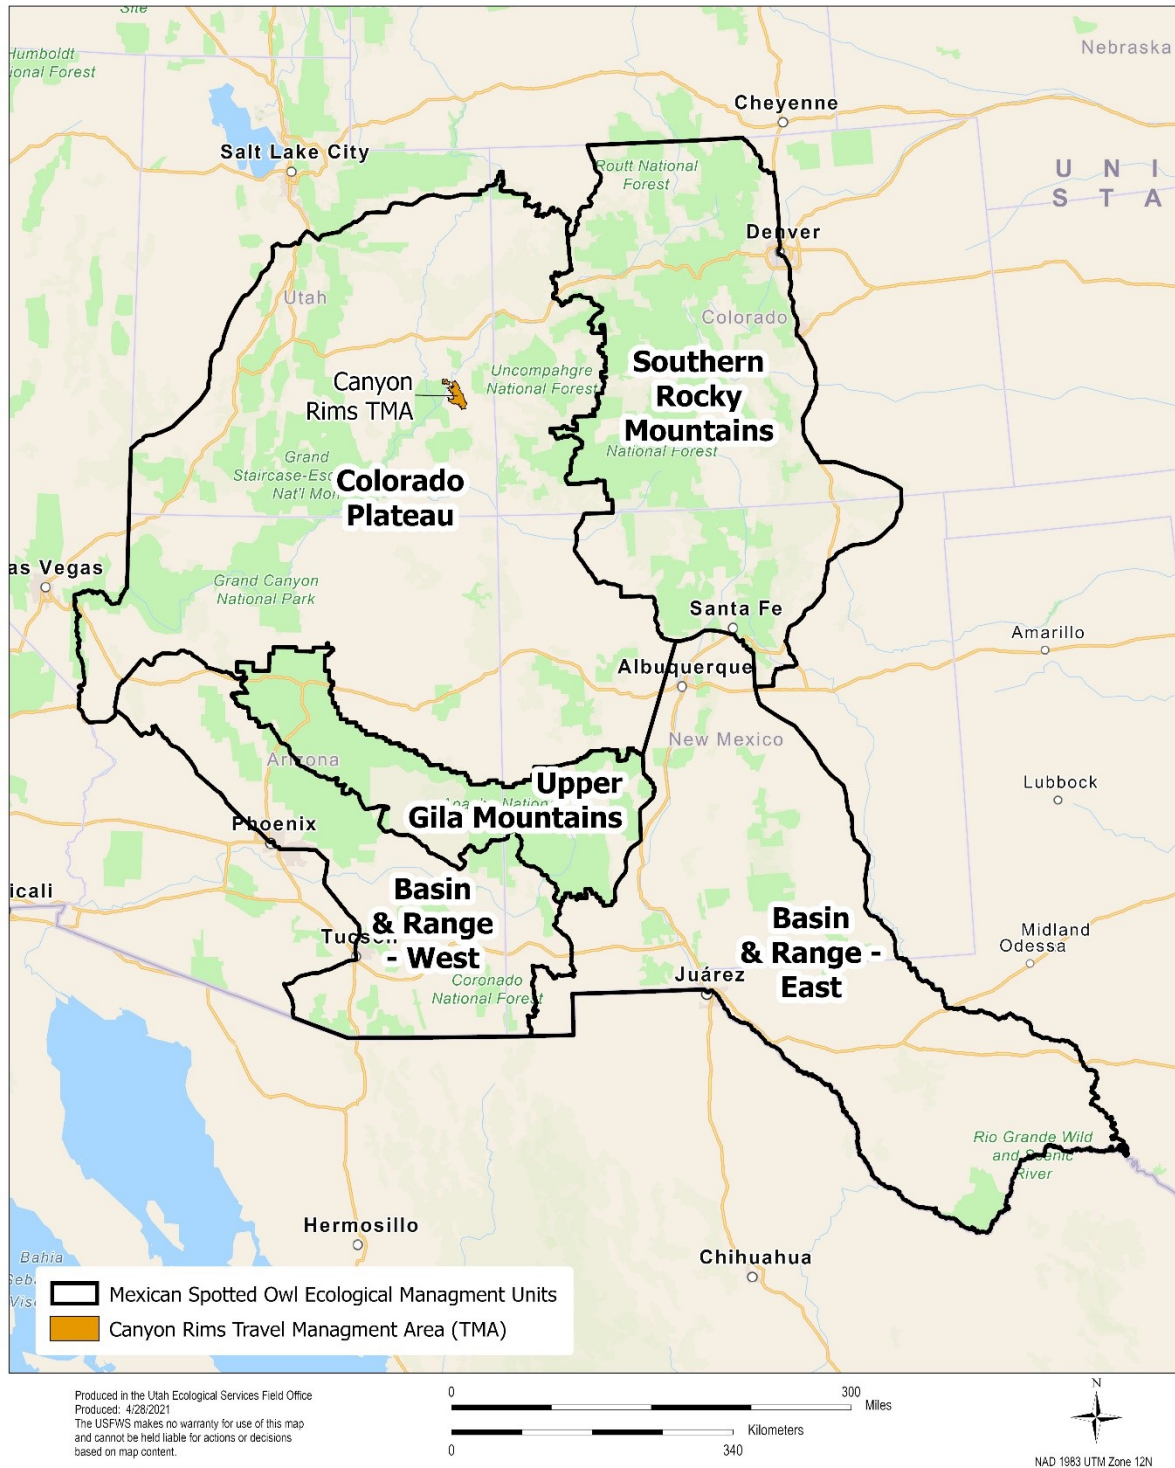 Site
Humboldt
ional Forest
Nebraska
Cheyenne
Salt Lake City
Routt National
Forest
U N I
S T A
Denver
Utah
Colorado
Canyon
Rims TMA
Uncompahgre
National Forest
Southern
Rocky
Mountains
National Forest
Grand
Staircase-Esc
Nat'l Mon
Colorado
Plateau
as Vegas
Grand Canyon
National Park
Santa Fe
Amarillo
Albuquerque
New Mexico
Arizona
Upper
Gila Mountains
Lubbock
Phoenix
icali
Basin
& Range
- West
Tucson
Basin
& Range -
East
Midland
Odessa
Coronado
National Forest
Juárez
Rio Grande Wild
and Scenic
River
Hermosillo
Chihuahua
Bahia
Seba
Visc
Mexican Spotted Owl Ecological Managment Units
Canyon Rims Travel Managment Area (TMA)
Produced in the Utah Ecological Services Field Office
Produced: 4/28/2021
The USFWS makes no warranty for use of this map
and cannot be held liable for actions or decisions
based on map content.
0 300
Miles
Kilometers
0 340
N
NAD 1983 UTM Zone 12N